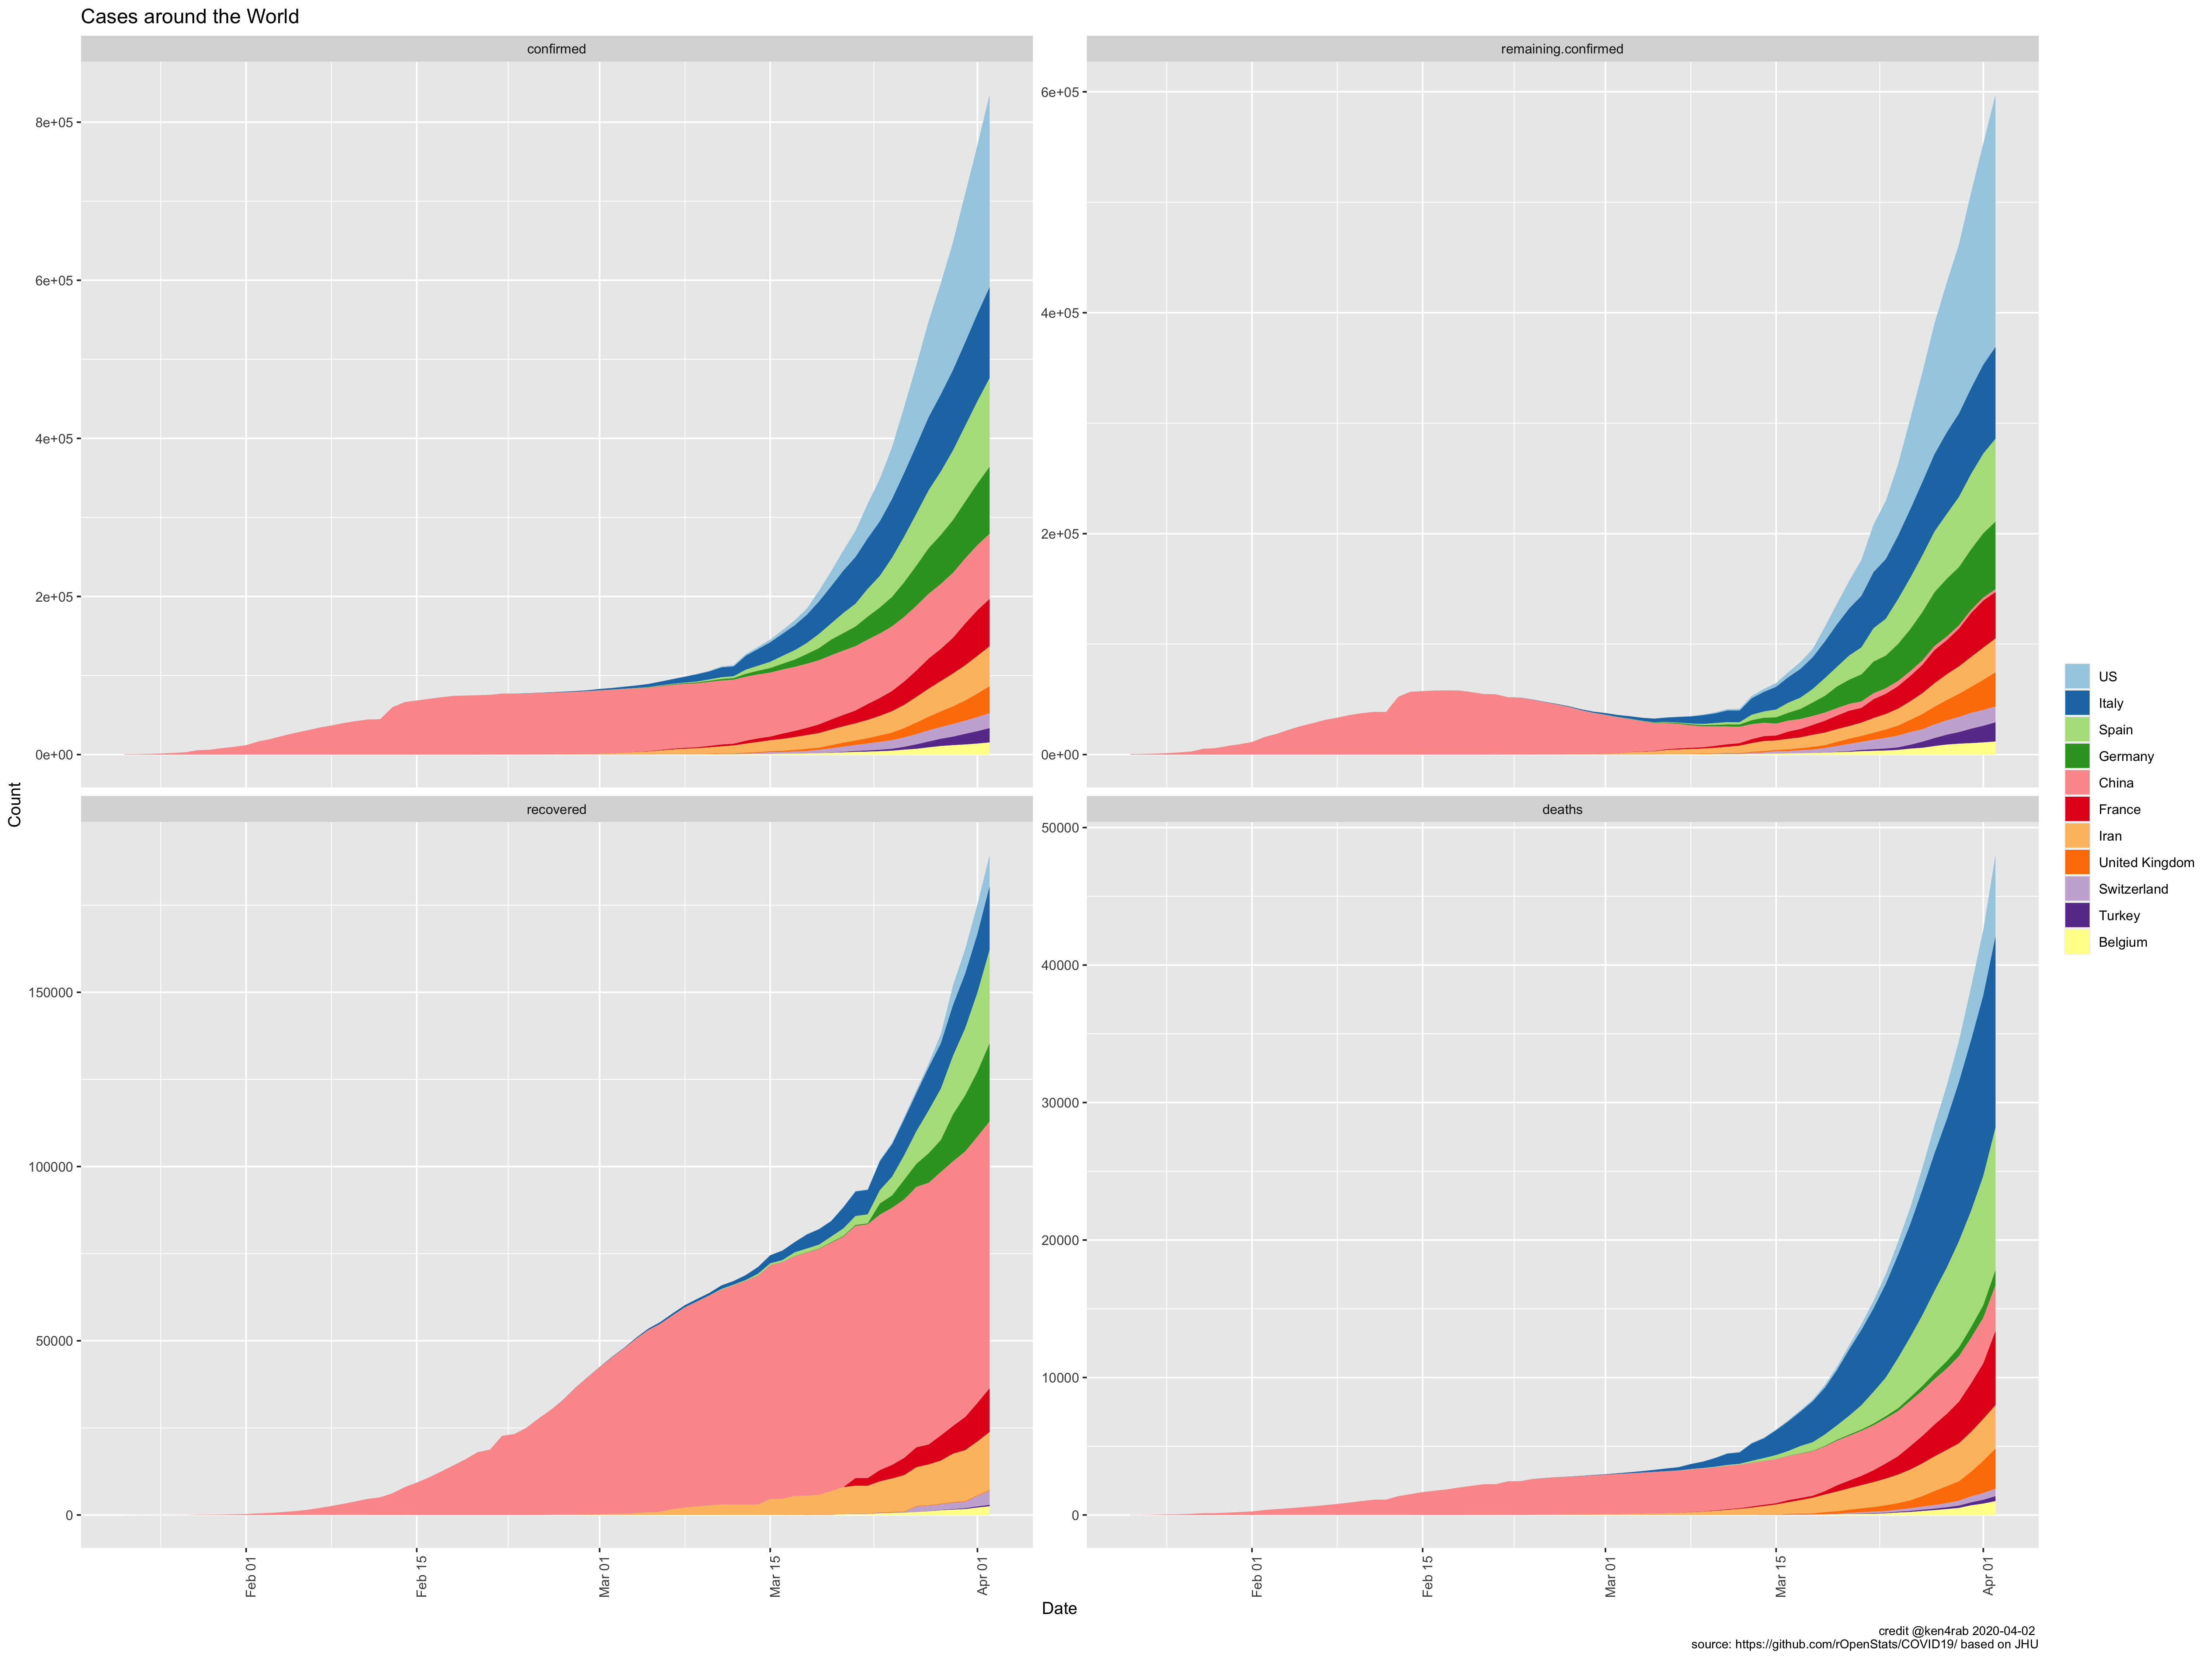 Cases around the World
confirmed
remaining.confirmed
8e+05
6e+05
4e+05
2e+05
0e+00
6e+05
4e+05
2e+05
0e+00
Count
recovered
deaths
150000
100000
50000
0
50000
40000
30000
20000
10000
0
Feb 01
Feb 15
Mar 01
Mar 15
Apr 01
Feb 01
Feb 15
Mar 01
Mar 15
Apr 01
Date
US
Italy
Spain
Germany
China
France
Iran
United Kingdom
Switzerland
Turkey
Belgium
credit @ken4rab 2020-04-02
source: https://github.com/rOpenStats/COVID19/ based on JHU